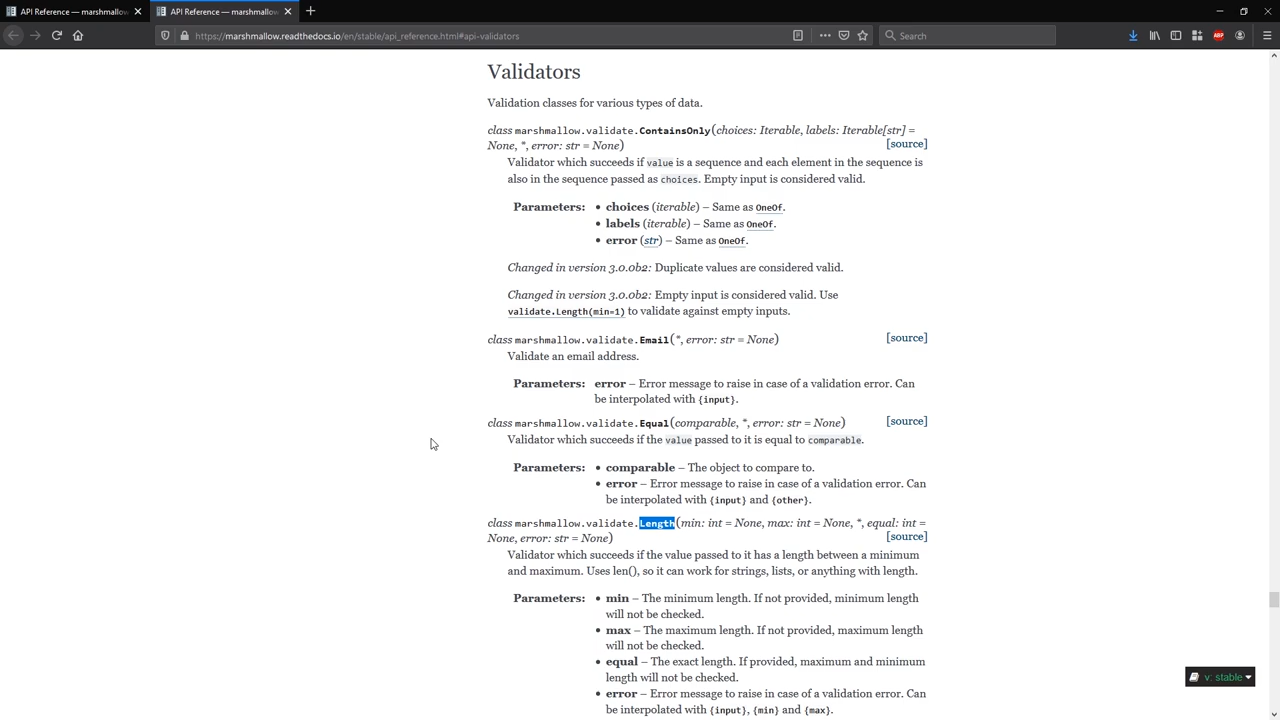 API Reference — marshmallow
API Reference — marshmallow
https://marshmallow.readthedocs.io/en/stable/api_reference.html#api-validators
Search
ABP
Validators
Validation classes for various types of data.
class marshmallow.validate.ContainsOnly(choices: Iterable, labels: Iterable[str] =
None, *, error: str = None) [source]
Validator which succeeds if value is a sequence and each element in the sequence is
also in the sequence passed as choices. Empty input is considered valid.
Parameters: • choices (iterable) – Same as OneOf.
• labels (iterable) – Same as OneOf.
• error (str) – Same as OneOf.
Changed in version 3.0.0b2: Duplicate values are considered valid.
Changed in version 3.0.0b2: Empty input is considered valid. Use
validate.Length(min=1) to validate against empty inputs.
class marshmallow.validate.Email(*, error: str = None) [source]
Validate an email address.
Parameters: error – Error message to raise in case of a validation error. Can
be interpolated with {input}.
class marshmallow.validate.Equal(comparable, *, error: str = None) [source]
Validator which succeeds if the value passed to it is equal to comparable.
Parameters: • comparable – The object to compare to.
• error – Error message to raise in case of a validation error. Can
be interpolated with {input} and {other}.
class marshmallow.validate.Length(min: int = None, max: int = None, *, equal: int =
None, error: str = None) [source]
Validator which succeeds if the value passed to it has a length between a minimum
and maximum. Uses len(), so it can work for strings, lists, or anything with length.
Parameters: • min – The minimum length. If not provided, minimum length
will not be checked.
• max – The maximum length. If not provided, maximum length
will not be checked.
• equal – The exact length. If provided, maximum and minimum
length will not be checked.
• error – Error message to raise in case of a validation error. Can
be interpolated with {input}, {min} and {max}.
v: stable